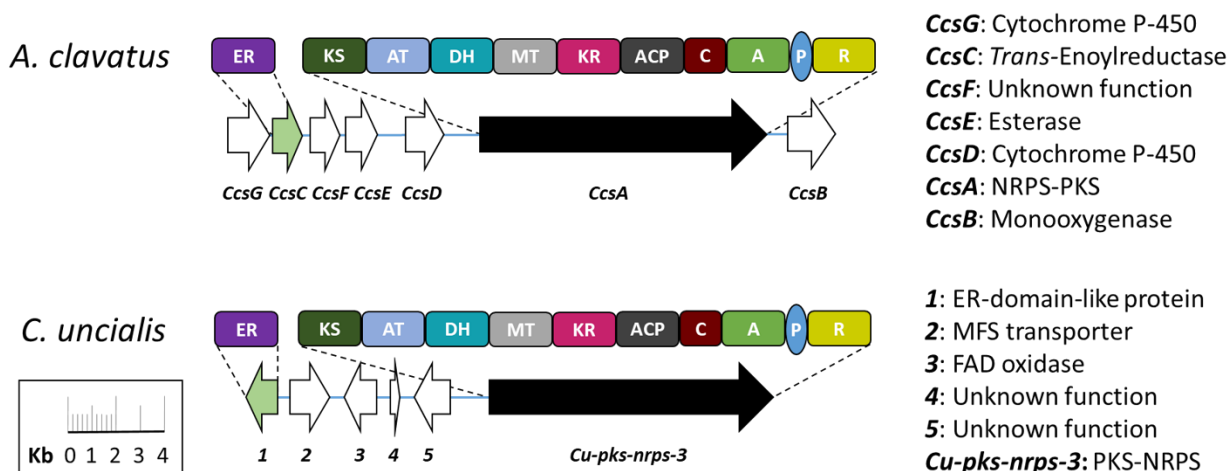 A. clavatus
ER KS AT DH MT KR ACP C A P R
CcsG CcsC CcsF CcsE CcsD CcsA CcsB
CcsG: Cytochrome P-450
CcsC: Trans-Enoylreductase
CcsF: Unknown function
CcsE: Esterase
CcsD: Cytochrome P-450
CcsA: NRPS-PKS
CcsB: Monooxygenase
C. uncialis
ER KS AT DH MT KR ACP C A P R
1 2 3 4 5 Cu-pks-nrps-3
Kb 0 1 2 3 4
1: ER-domain-like protein
2: MFS transporter
3: FAD oxidase
4: Unknown function
5: Unknown function
Cu-pks-nrps-3: PKS-NRPS